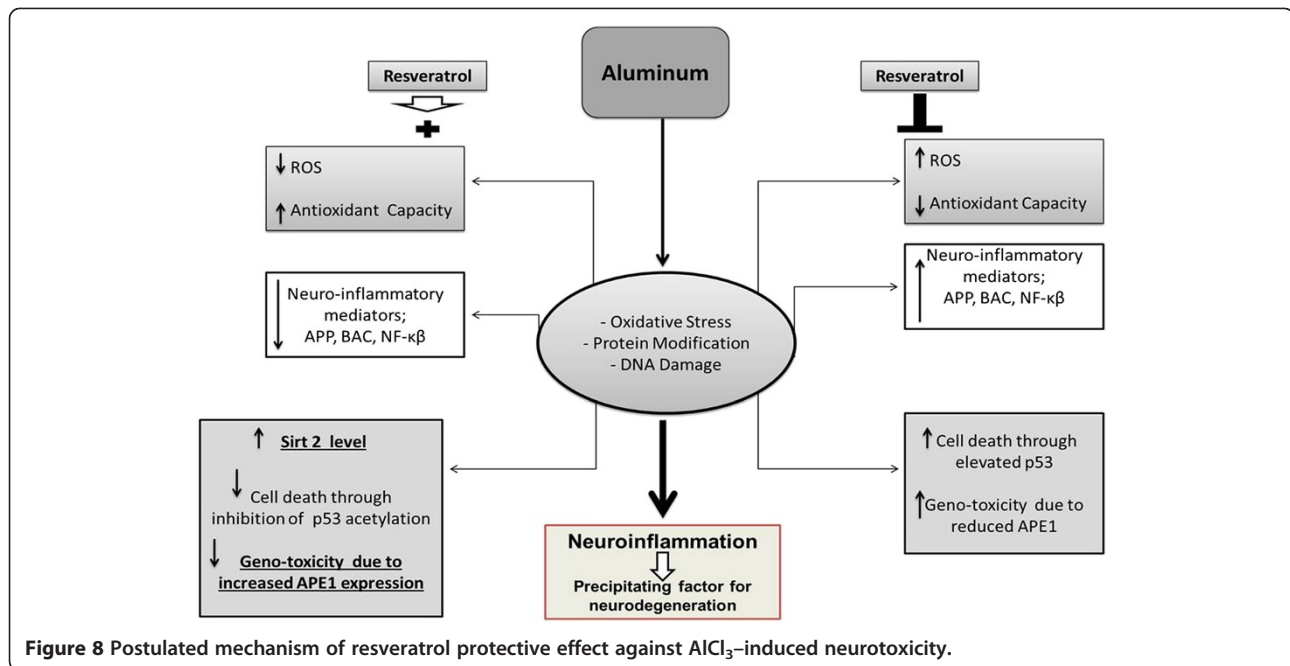 Aluminum
Resveratrol
Resveratrol
ROS
Antioxidant Capacity
ROS
Antioxidant Capacity
Neuro-inflammatory
mediators;
APP, BAC, NF-κβ
Neuro-inflammatory
mediators;
APP, BAC, NF-κβ
- Oxidative Stress
- Protein Modification
- DNA Damage
Sirt 2 level
Cell death through
inhibition of p53 acetylation
Geno-toxicity due to
increased APE1 expression
Cell death through
elevated p53
Geno-toxicity due to
reduced APE1
Neuroinflammation
Precipitating factor for
neurodegeneration
Figure 8 Postulated mechanism of resveratrol protective effect against AlCl₃–induced neurotoxicity.